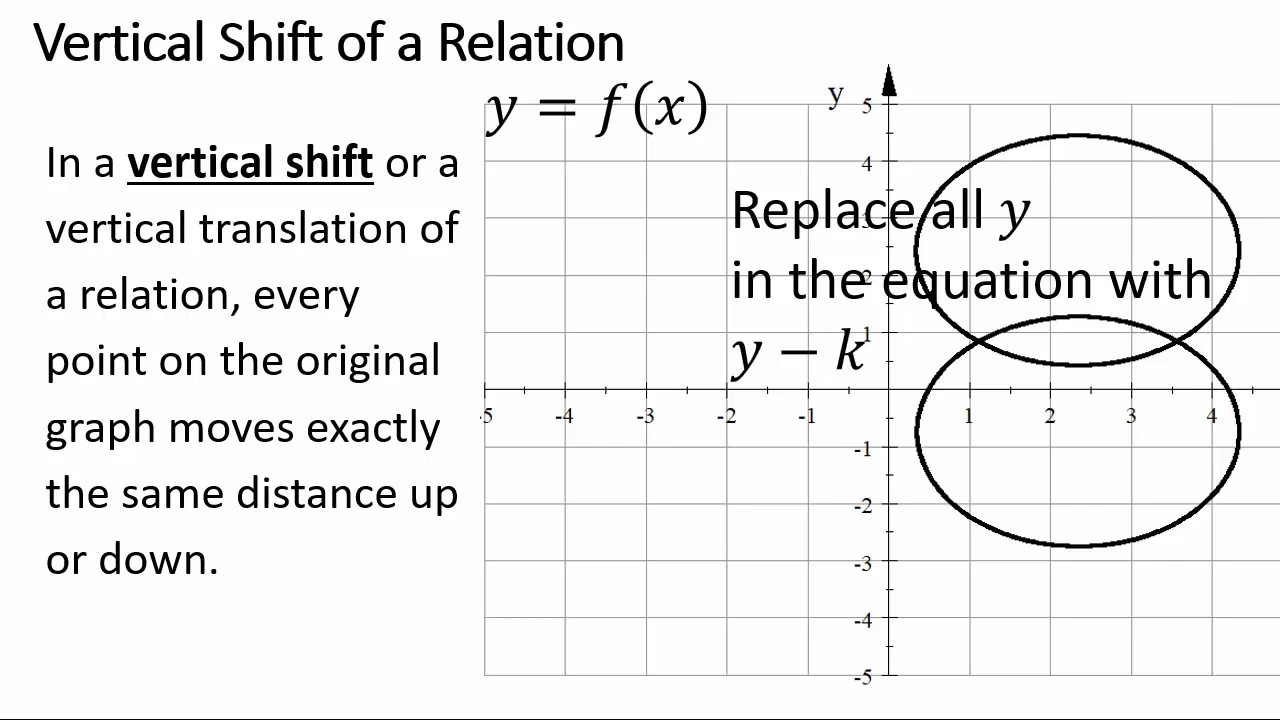 Vertical Shift of a Relation
y = f(x)
In a vertical shift or a
vertical translation of
a relation, every
point on the original
graph moves exactly
the same distance up
or down.
Replace all y
in the equation with
y − k
y
5
4
3
2
1
-5 -4 -3 -2 -1 1 2 3 4
-1
-2
-3
-4
-5